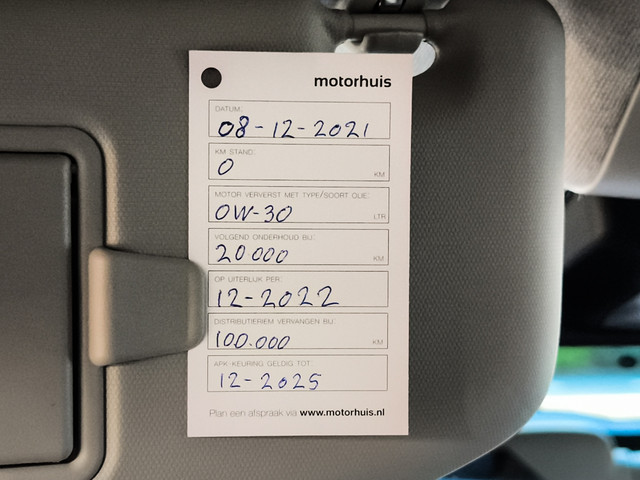 motorhuis
DATUM:
08-12-2021
KM STAND:
0
KM
MOTOR VERVERST MET TYPE/SOORT OLIE:
0W-30
LTR
VOLGEND ONDERHOUD BIJ:
20 000
KM
OP UITERLIJK PER:
12-2022
DISTRIBUTIERIEM VERVANGEN BIJ:
100.000
KM
APK-KEURING GELDIG TOT:
12-2025
Plan een afspraak via www.motorhuis.nl